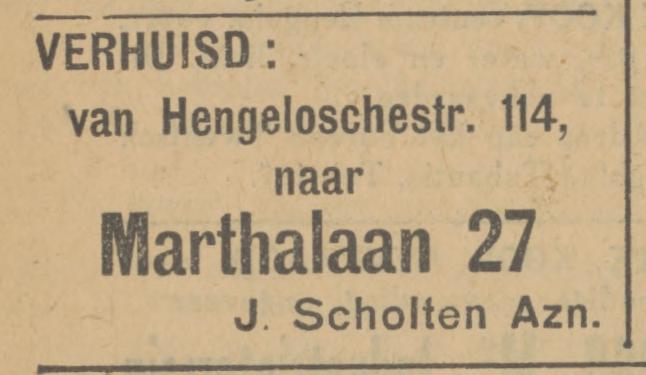 VERHUISD:
van Hengeloschestr. 114,
naar
Marthalaan 27
J. Scholten Azn.